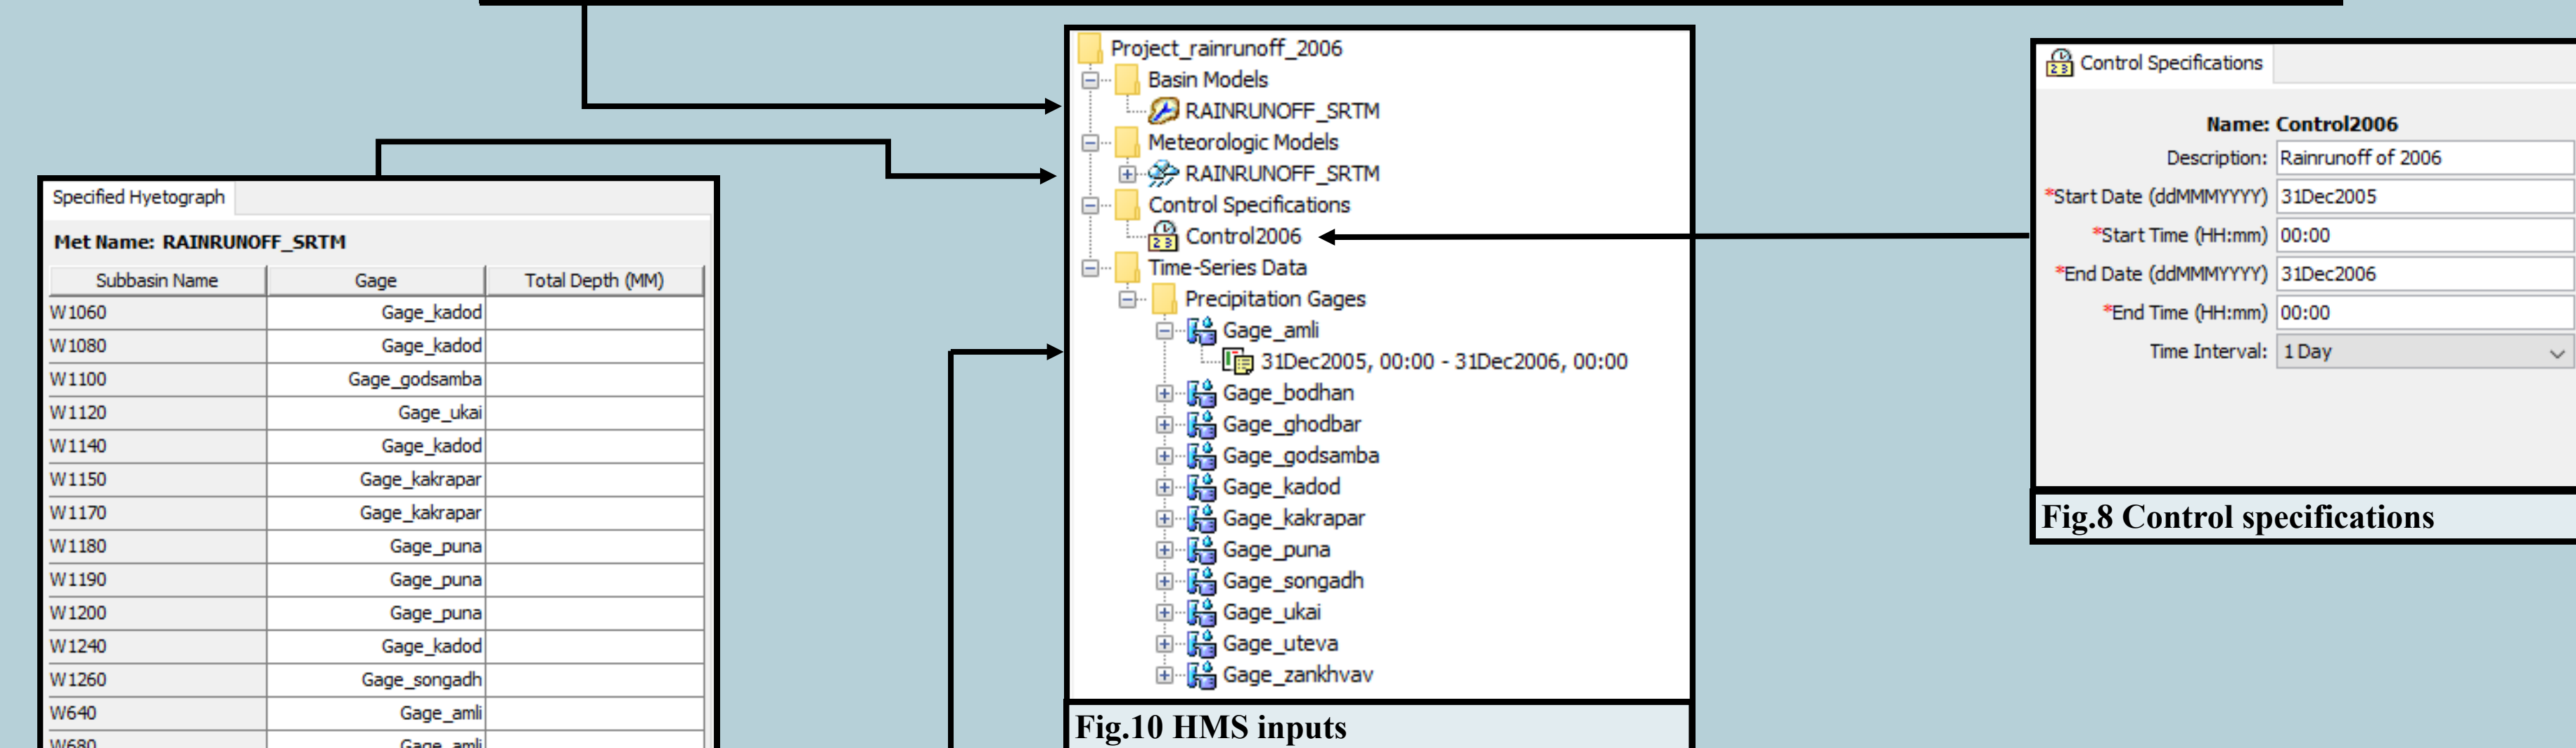 Specified Hyetograph
Met Name: RAINRUNOFF_SRTM
Subbasin Name Gage Total Depth (MM)
W1060 Gage_kadod
W1080 Gage_kadod
W1100 Gage_godsamba
W1120 Gage_ukai
W1140 Gage_kadod
W1150 Gage_kakrapar
W1170 Gage_kakrapar
W1180 Gage_puna
W1190 Gage_puna
W1200 Gage_puna
W1240 Gage_kadod
W1260 Gage_songadh
W640 Gage_amli
W680 Gage_amli
Project_rainrunoff_2006
Basin Models
RAINRUNOFF_SRTM
Meteorologic Models
RAINRUNOFF_SRTM
Control Specifications
Control2006
Time-Series Data
Precipitation Gages
Gage_amli
31Dec2005, 00:00 - 31Dec2006, 00:00
Gage_bodhan
Gage_ghodbar
Gage_godsamba
Gage_kadod
Gage_kakrapar
Gage_puna
Gage_songadh
Gage_ukai
Gage_uteva
Gage_zankhvav
Fig.10 HMS inputs
Control Specifications
Name: Control2006
Description: Rainrunoff of 2006
*Start Date (ddMMMYYYY) 31Dec2005
*Start Time (HH:mm) 00:00
*End Date (ddMMMYYYY) 31Dec2006
*End Time (HH:mm) 00:00
Time Interval: 1 Day
Fig.8 Control specifications